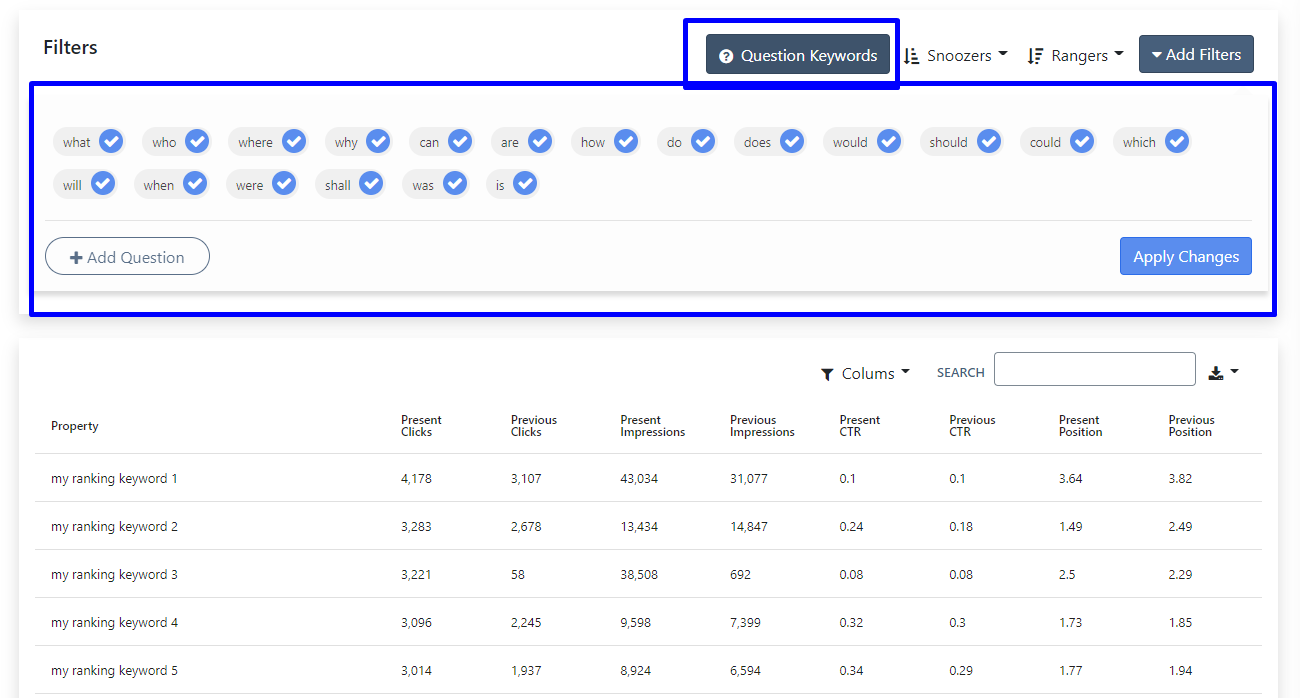 Filters
Question Keywords Snoozers Rangers Add Filters
what who where why can are how do does would should could which
will when were shall was is
Add Question Apply Changes
Colums SEARCH
Property Present Clicks Previous Clicks Present Impressions Previous Impressions Present CTR Previous CTR Present Position Previous Position
my ranking keyword 1 4,178 3,107 43,034 31,077 0.1 0.1 3.64 3.82
my ranking keyword 2 3,283 2,678 13,434 14,847 0.24 0.18 1.49 2.49
my ranking keyword 3 3,221 58 38,508 692 0.08 0.08 2.5 2.29
my ranking keyword 4 3,096 2,245 9,598 7,399 0.32 0.3 1.73 1.85
my ranking keyword 5 3,014 1,937 8,924 6,594 0.34 0.29 1.77 1.94